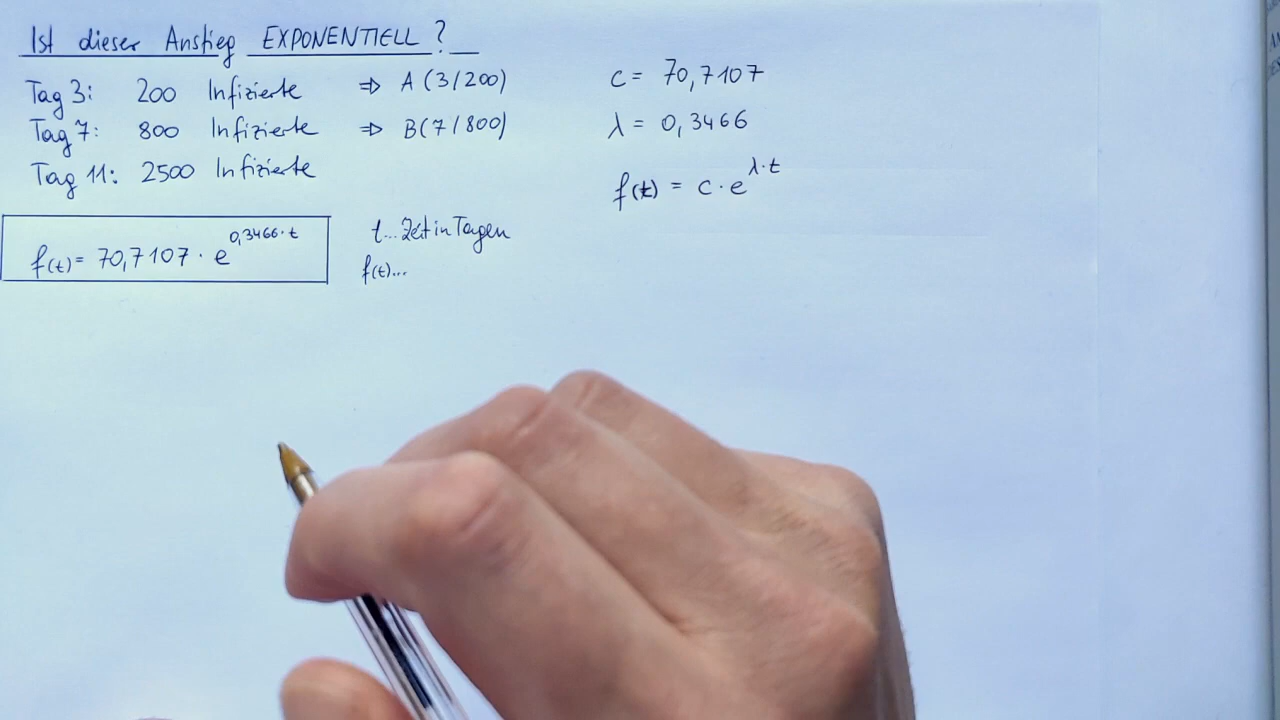 Ist dieser Anstieg EXPONENTIELL?
Tag 3: 200 Infizierte ⇒ A(3/200)
Tag 7: 800 Infizierte ⇒ B(7/800)
Tag 11: 2500 Infizierte
f(t) = 70,7107 · e^0,3466·t
t... Zeit in Tagen
f(t)...
c = 70,7107
λ = 0,3466
f(t) = c · e^λ·t